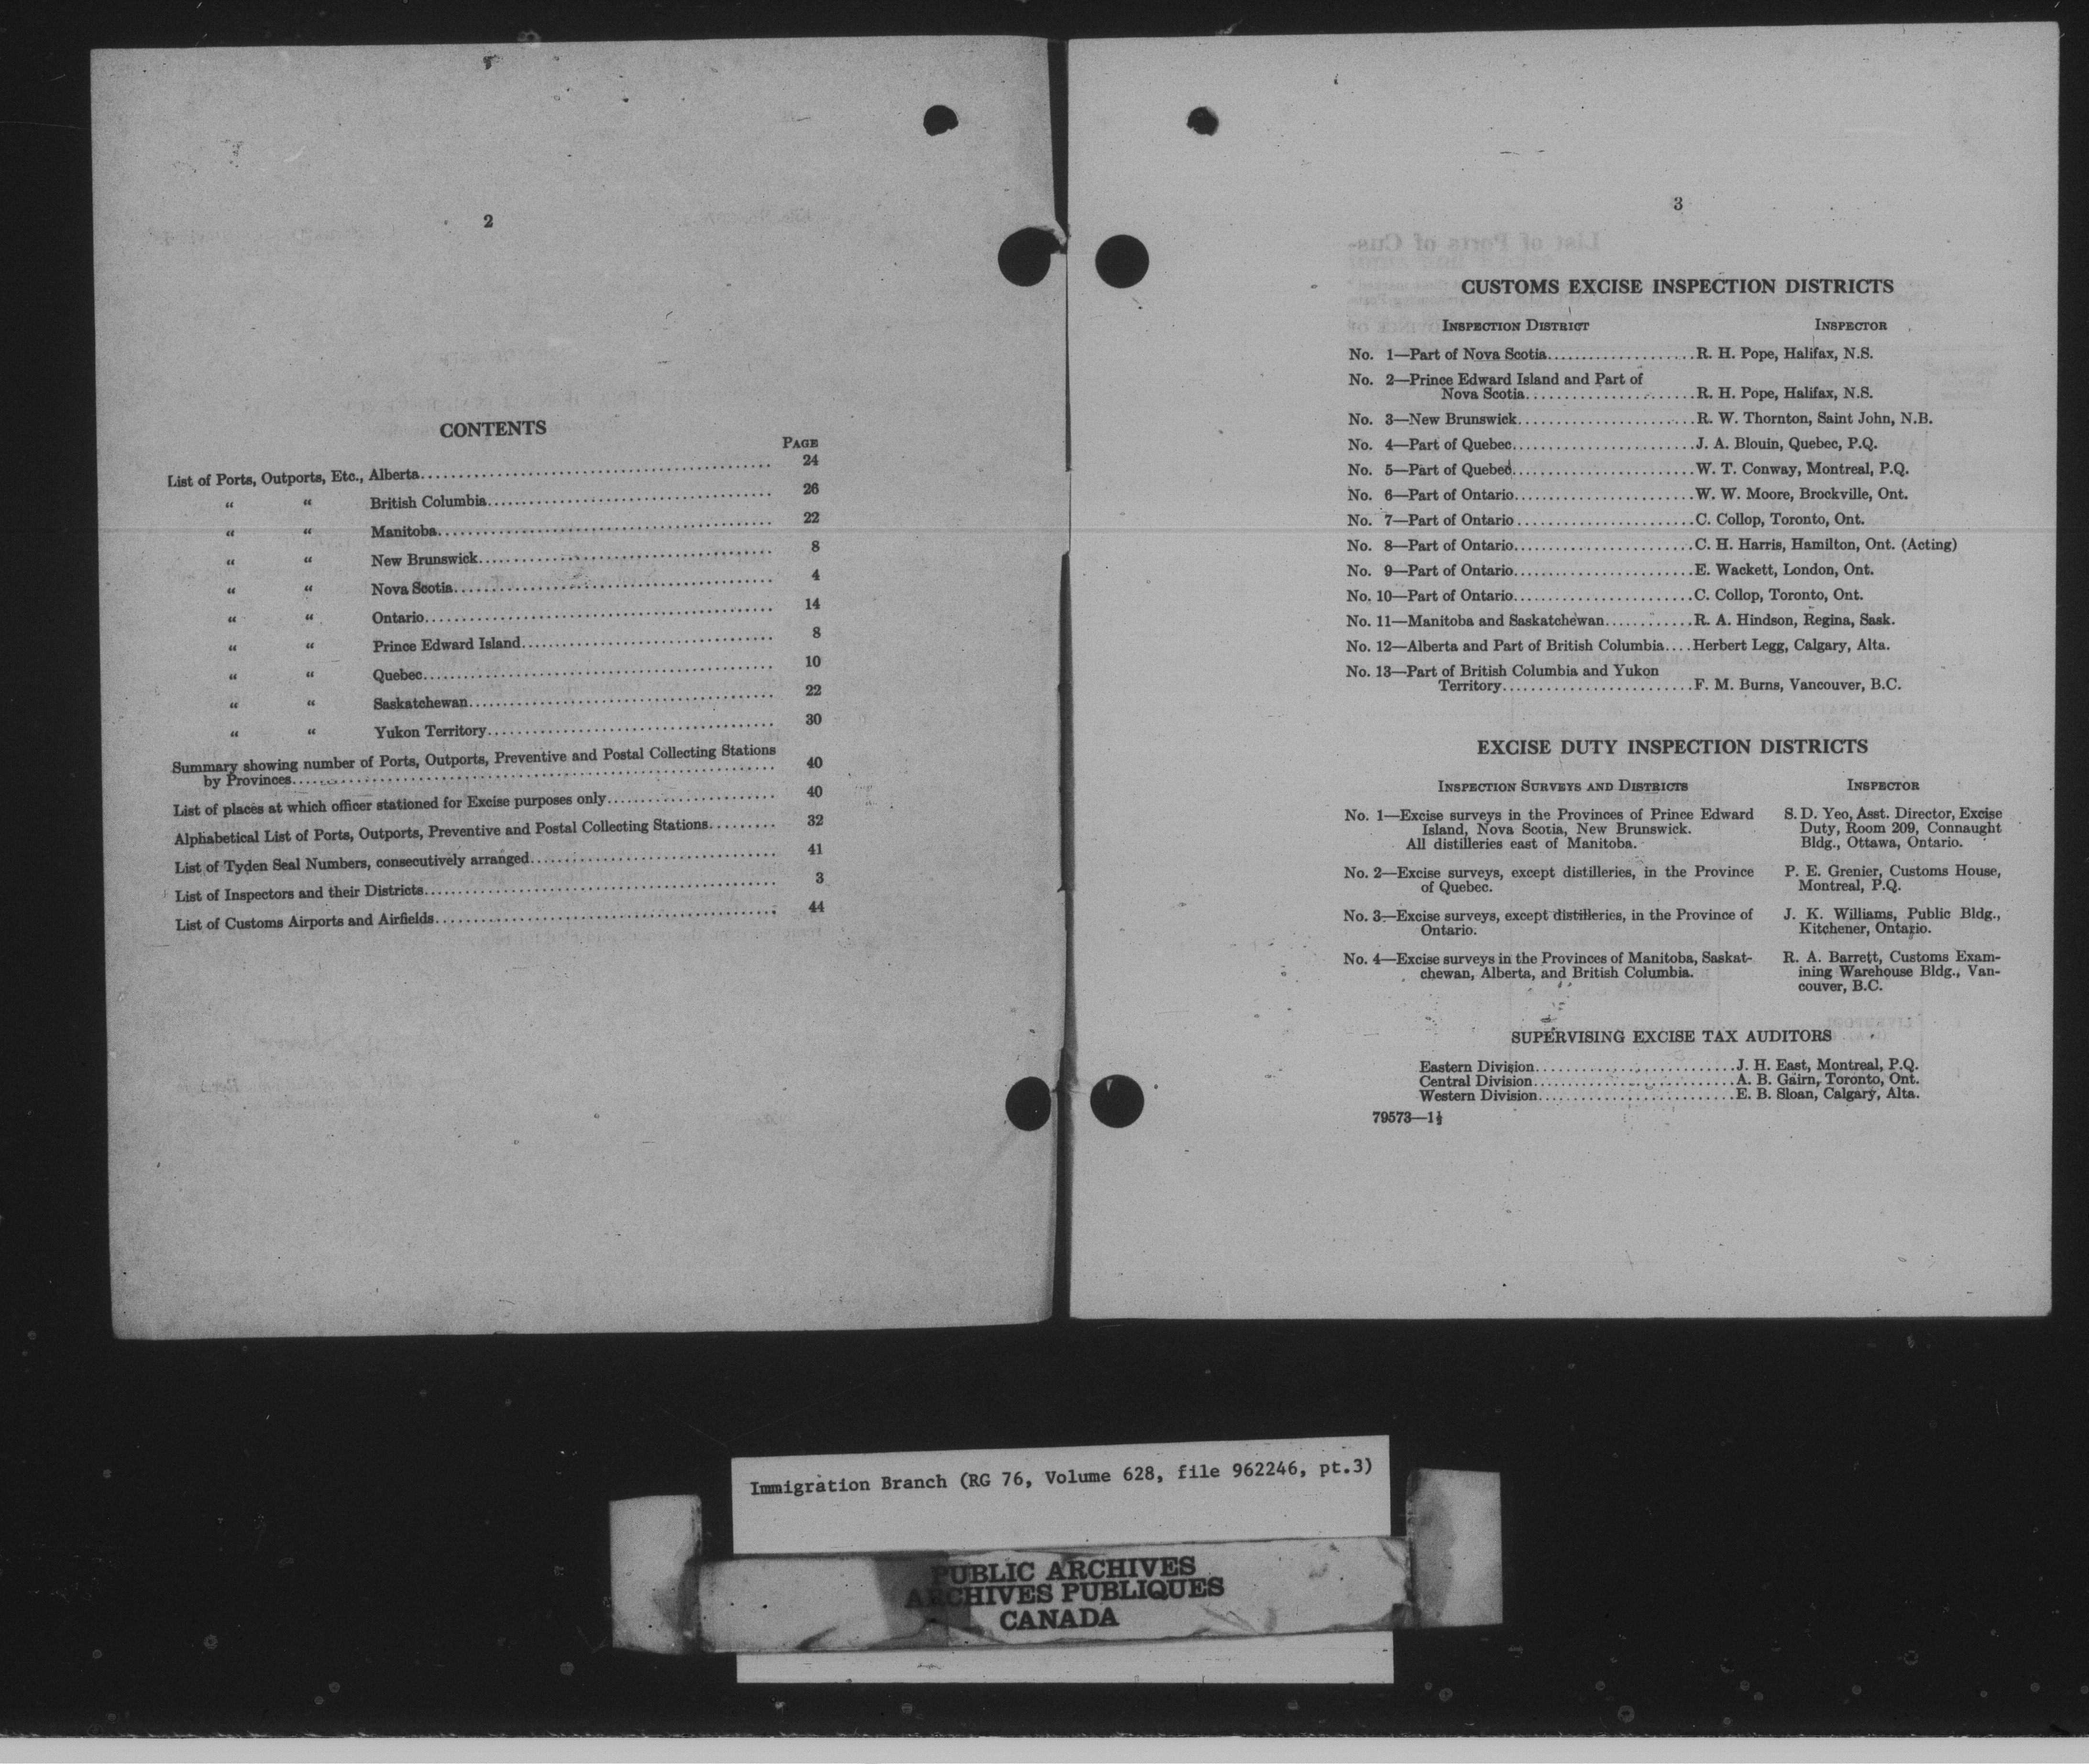 2
CONTENTS
PAGE
List of Ports, Outports, Etc., Alberta........ 24
“ “ British Columbia........ 26
“ “ Manitoba........ 22
“ “ New Brunswick........ 8
“ “ Nova Scotia........ 4
“ “ Ontario........ 14
“ “ Prince Edward Island........ 8
“ “ Quebec........ 10
“ “ Saskatchewan........ 22
“ “ Yukon Territory........ 30
Summary showing number of Ports, Outports, Preventive and Postal Collecting Stations
by Provinces........ 40
List of places at which officer stationed for Excise purposes only........ 40
Alphabetical List of Ports, Outports, Preventive and Postal Collecting Stations........ 32
List of Tyden Seal Numbers, consecutively arranged........ 41
List of Inspectors and their Districts........ 3
List of Customs Airports and Airfields........ 44
3
CUSTOMS EXCISE INSPECTION DISTRICTS
INSPECTION DISTRICT INSPECTOR
No. 1—Part of Nova Scotia........R. H. Pope, Halifax, N.S.
No. 2—Prince Edward Island and Part of
Nova Scotia........R. H. Pope, Halifax, N.S.
No. 3—New Brunswick........R. W. Thornton, Saint John, N.B.
No. 4—Part of Quebec........J. A. Blouin, Quebec, P.Q.
No. 5—Part of Quebec........W. T. Conway, Montreal, P.Q.
No. 6—Part of Ontario........W. W. Moore, Brockville, Ont.
No. 7—Part of Ontario........C. Collop, Toronto, Ont.
No. 8—Part of Ontario........C. H. Harris, Hamilton, Ont. (Acting)
No. 9—Part of Ontario........E. Wackett, London, Ont.
No. 10—Part of Ontario........C. Collop, Toronto, Ont.
No. 11—Manitoba and Saskatchewan........R. A. Hindson, Regina, Sask.
No. 12—Alberta and Part of British Columbia....Herbert Legg, Calgary, Alta.
No. 13—Part of British Columbia and Yukon
Territory........F. M. Burns, Vancouver, B.C.
EXCISE DUTY INSPECTION DISTRICTS
INSPECTION SURVEYS AND DISTRICTS INSPECTOR
No. 1—Excise surveys in the Provinces of Prince Edward S. D. Yeo, Asst. Director, Excise
Island, Nova Scotia, New Brunswick. Duty, Room 209, Connaught
All distilleries east of Manitoba. Bldg., Ottawa, Ontario.
No. 2—Excise surveys, except distilleries, in the Province P. E. Grenier, Customs House,
of Quebec. Montreal, P.Q.
No. 3—Excise surveys, except distilleries, in the Province of J. K. Williams, Public Bldg.,
Ontario. Kitchener, Ontario.
No. 4—Excise surveys in the Provinces of Manitoba, Saskat- R. A. Barrett, Customs Exam-
chewan, Alberta, and British Columbia. ining Warehouse Bldg., Van-
couver, B.C.
SUPERVISING EXCISE TAX AUDITORS
Eastern Division........J. H. East, Montreal, P.Q.
Central Division........A. B. Gairn, Toronto, Ont.
Western Division........E. B. Sloan, Calgary, Alta.
79573—1½
Immigration Branch (RG 76, Volume 628, file 962246, pt.3)
PUBLIC ARCHIVES
ARCHIVES PUBLIQUES
CANADA